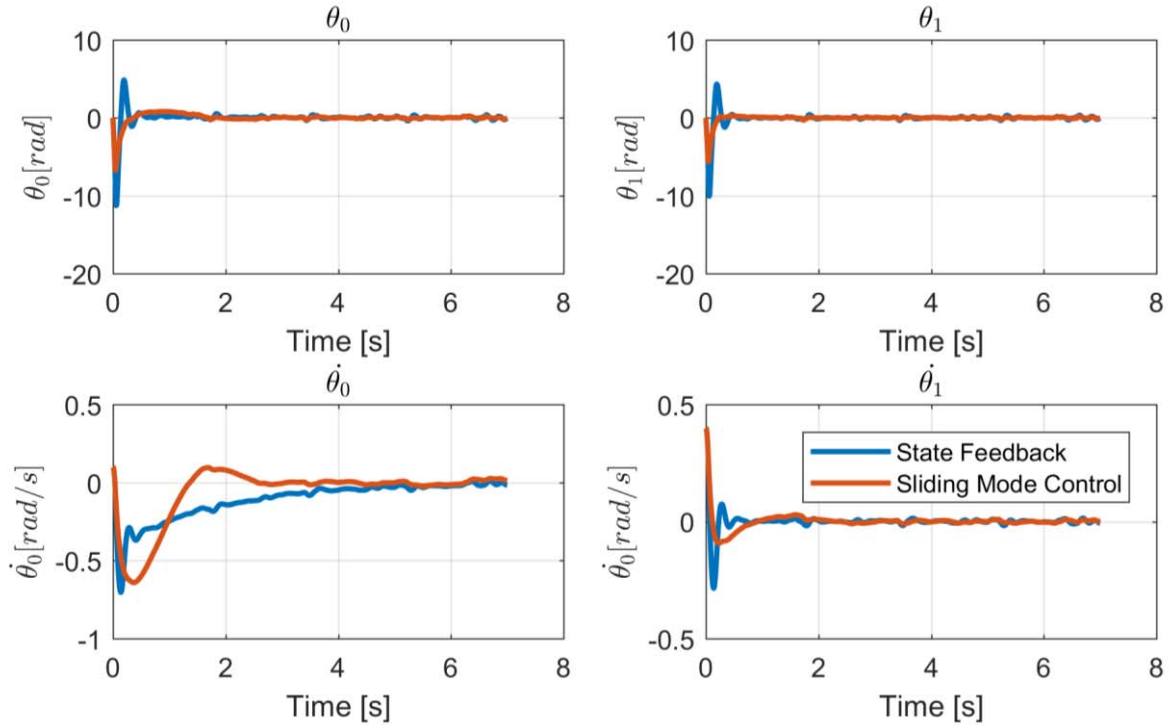 θ₀
θ₀[rad]
10
0
-10
-20
0 2 4 6 8
Time [s]
θ₁
θ₁[rad]
10
0
-10
-20
0 2 4 6 8
Time [s]
θ̇₀
θ̇₀[rad/s]
0.5
0
-0.5
-1
0 2 4 6 8
Time [s]
θ̇₁
θ̇₀[rad/s]
0.5
0
-0.5
0 2 4 6 8
Time [s]
State Feedback
Sliding Mode Control